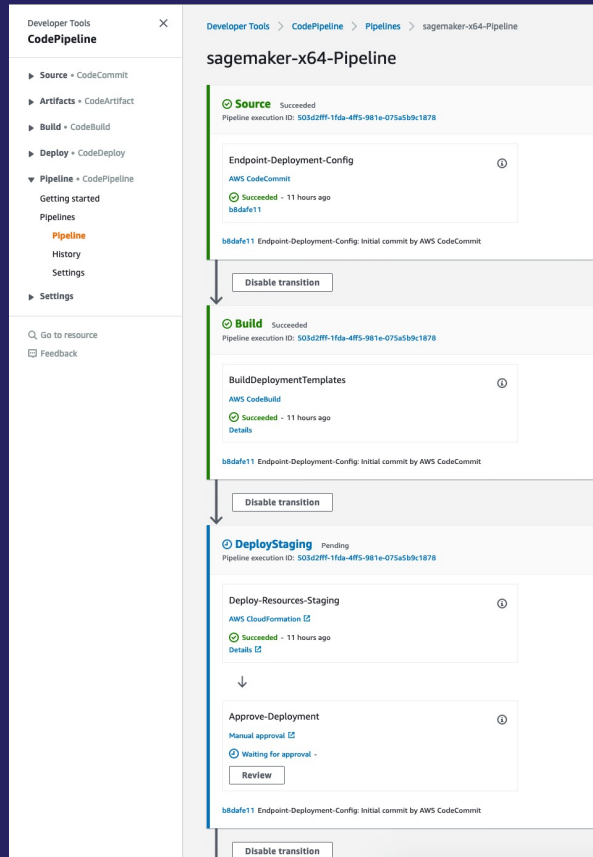 Developer Tools
CodePipeline
Source • CodeCommit
Artifacts • CodeArtifact
Build • CodeBuild
Deploy • CodeDeploy
Pipeline • CodePipeline
Getting started
Pipelines
Pipeline
History
Settings
Settings
Go to resource
Feedback
Developer Tools > CodePipeline > Pipelines > sagemaker-x64-Pipeline
sagemaker-x64-Pipeline
Source Succeeded
Pipeline execution ID: 503d2fff-1fda-4ff5-981e-075a5b9c1878
Endpoint-Deployment-Config
AWS CodeCommit
Succeeded - 11 hours ago
b8dafe11
b8dafe11 Endpoint-Deployment-Config: Initial commit by AWS CodeCommit
Disable transition
Build Succeeded
Pipeline execution ID: 503d2fff-1fda-4ff5-981e-075a5b9c1878
BuildDeploymentTemplates
AWS CodeBuild
Succeeded - 11 hours ago
Details
b8dafe11 Endpoint-Deployment-Config: Initial commit by AWS CodeCommit
Disable transition
DeployStaging Pending
Pipeline execution ID: 503d2fff-1fda-4ff5-981e-075a5b9c1878
Deploy-Resources-Staging
AWS CloudFormation
Succeeded - 11 hours ago
Details
Approve-Deployment
Manual approval
Waiting for approval -
Review
b8dafe11 Endpoint-Deployment-Config: Initial commit by AWS CodeCommit
Disable transition